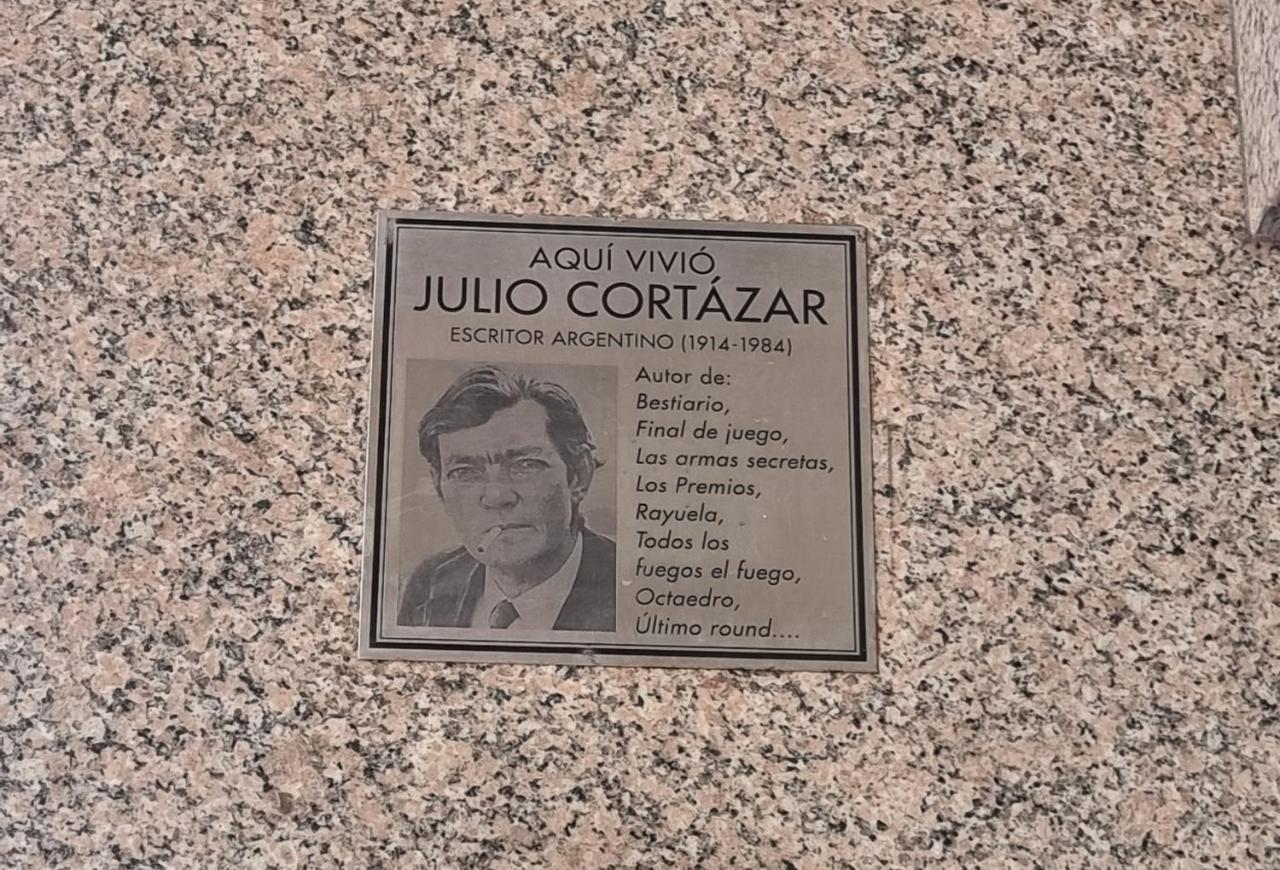 AQUÍ VIVIÓ
JULIO CORTÁZAR
ESCRITOR ARGENTINO (1914-1984)
Autor de:
Bestiario,
Final de juego,
Las armas secretas,
Los Premios,
Rayuela,
Todos los
fuegos el fuego,
Octaedro,
Último round....